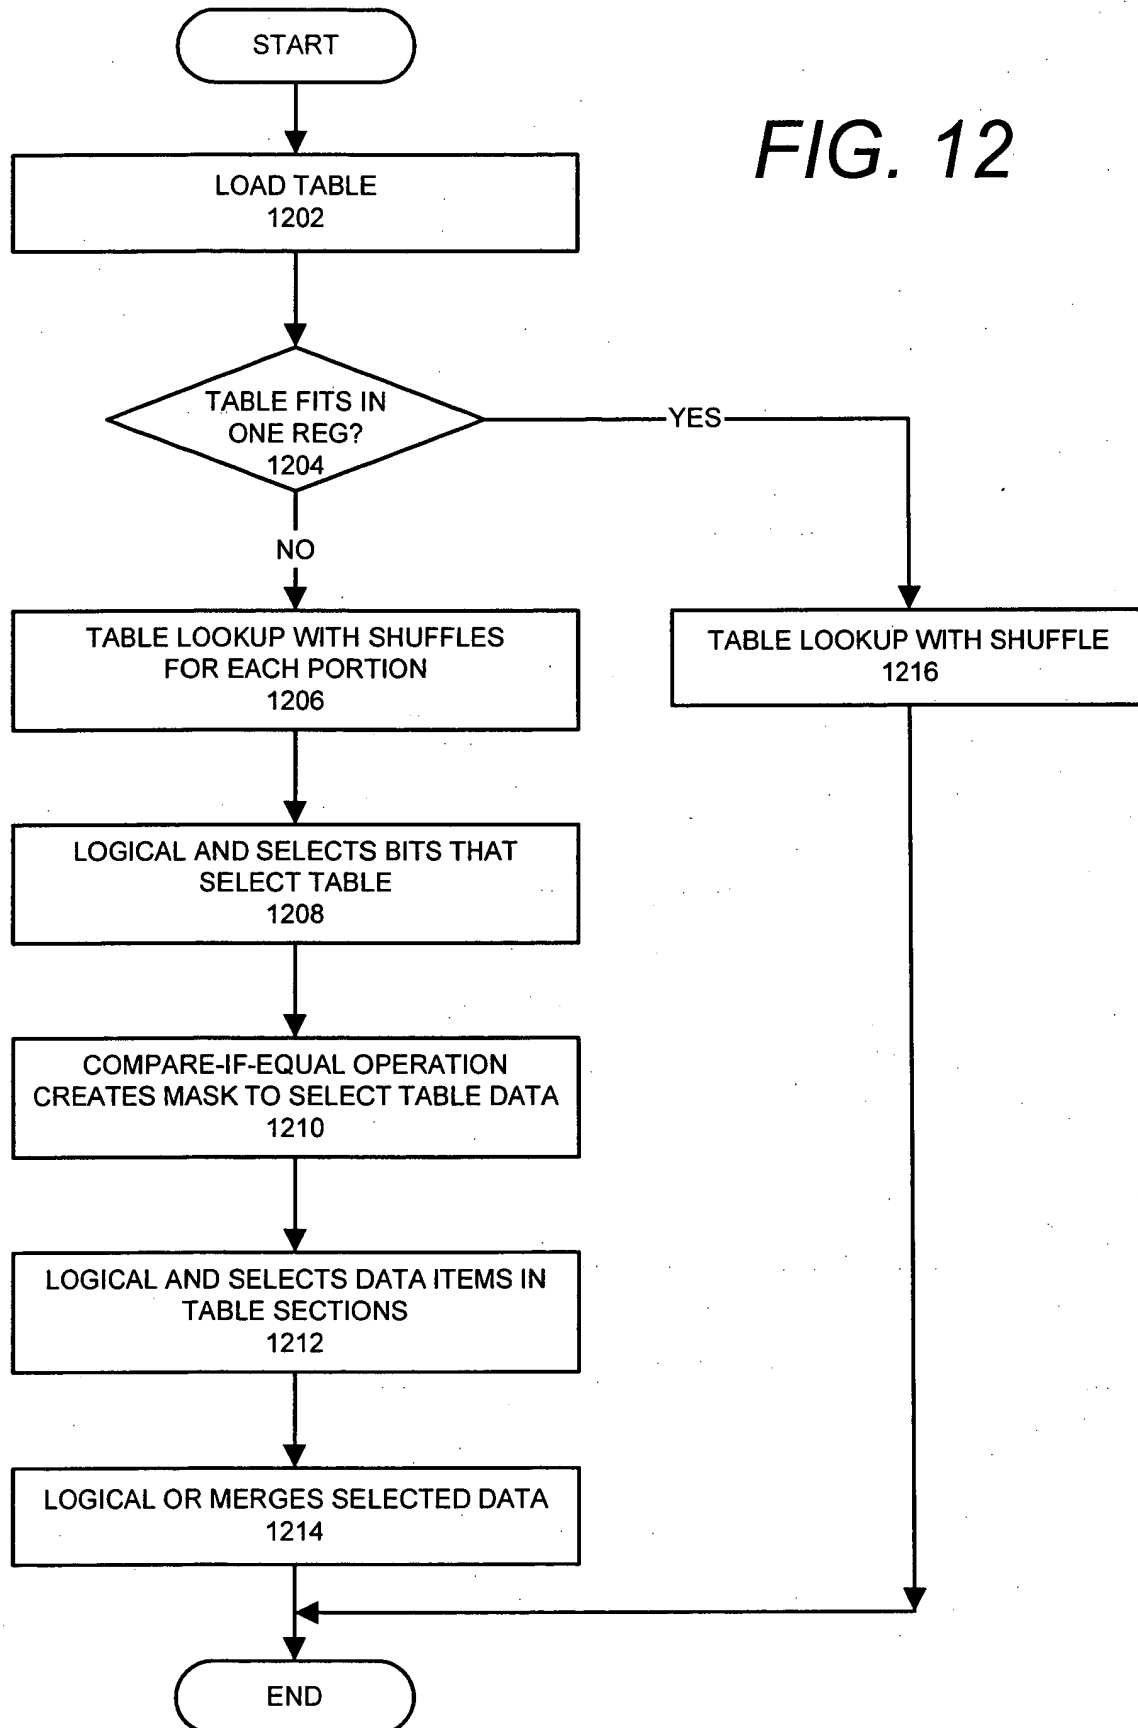 START
FIG. 12
LOAD TABLE
1202
TABLE FITS IN
ONE REG?
1204
YES
NO
TABLE LOOKUP WITH SHUFFLES
FOR EACH PORTION
1206
TABLE LOOKUP WITH SHUFFLE
1216
LOGICAL AND SELECTS BITS THAT
SELECT TABLE
1208
COMPARE-IF-EQUAL OPERATION
CREATES MASK TO SELECT TABLE DATA
1210
LOGICAL AND SELECTS DATA ITEMS IN
TABLE SECTIONS
1212
LOGICAL OR MERGES SELECTED DATA
1214
END